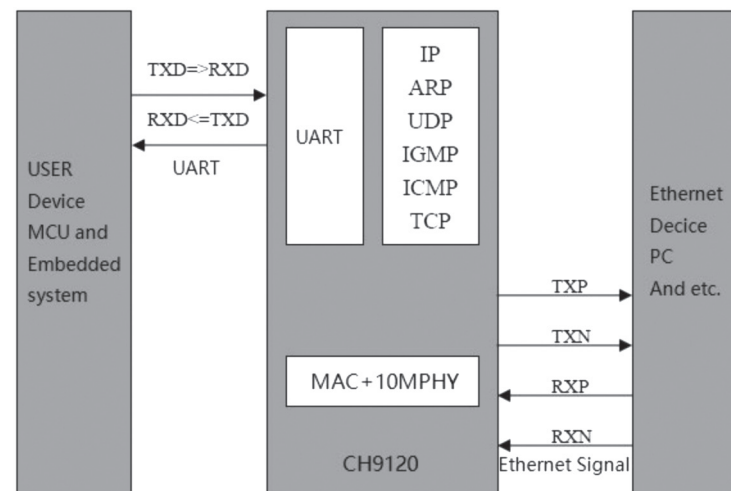 USER
Device
MCU and
Embedded
system
TXD=>RXD
RXD<=TXD
UART
UART
IP
ARP
UDP
IGMP
ICMP
TCP
MAC+10MPHY
CH9120
TXP
TXN
RXP
RXN
Ethernet Signal
Ethernet
Decice
PC
And etc.